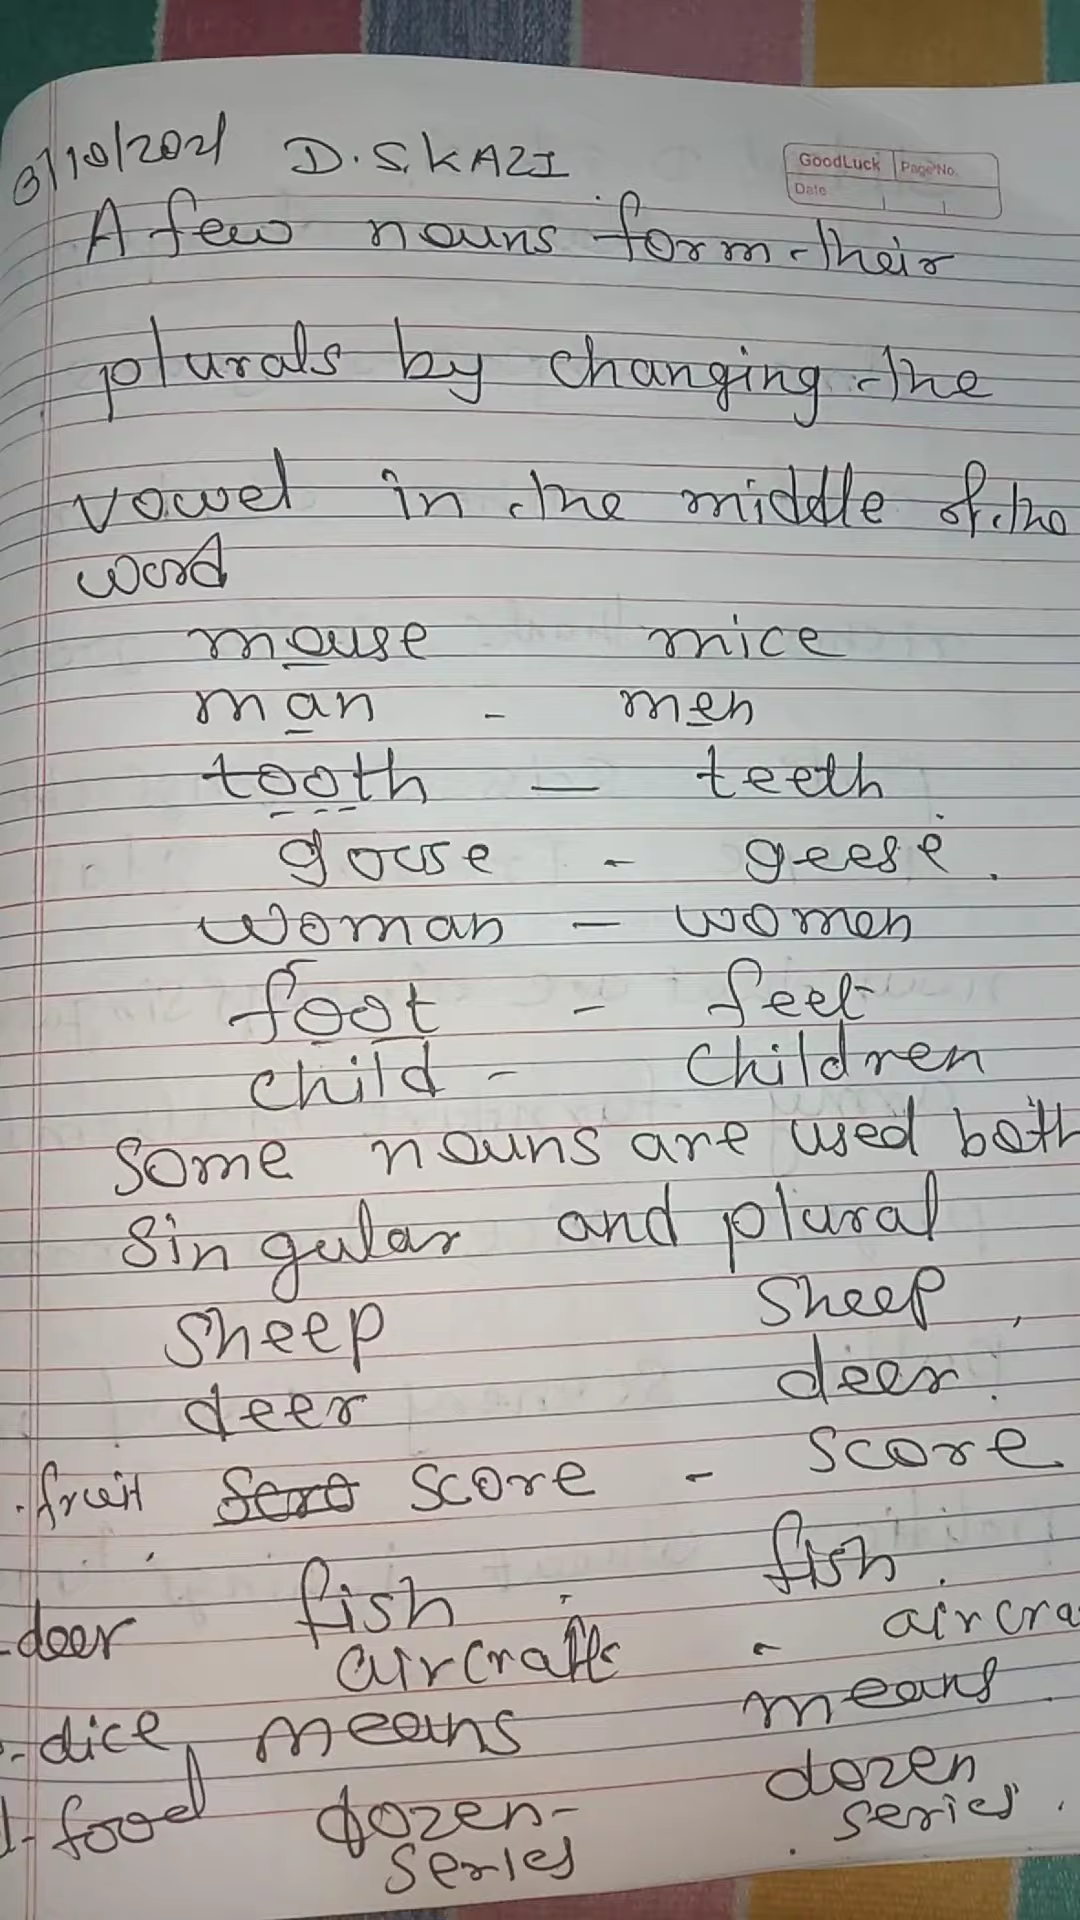 3/10/2021 D.S.KAZI
GoodLuck Page No.
Date
A few nouns form their
plurals by changing the
vowel in the middle of the
word
mouse mice
man - men
tooth - teeth
goose - geese.
woman - women
foot - feet
child - children
Some nouns are used both
singular and plural
sheep sheep,
deer deer.
fruit score - score
deer fish - fish.
aircraft - aircra
dice means means.
food dozen- dozen
series series.